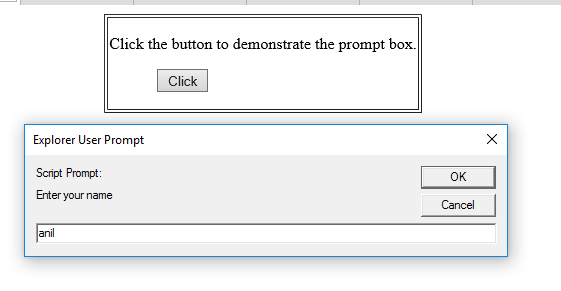 Click the button to demonstrate the prompt box.
Click
Explorer User Prompt
Script Prompt:
OK
Enter your name
Cancel
anil